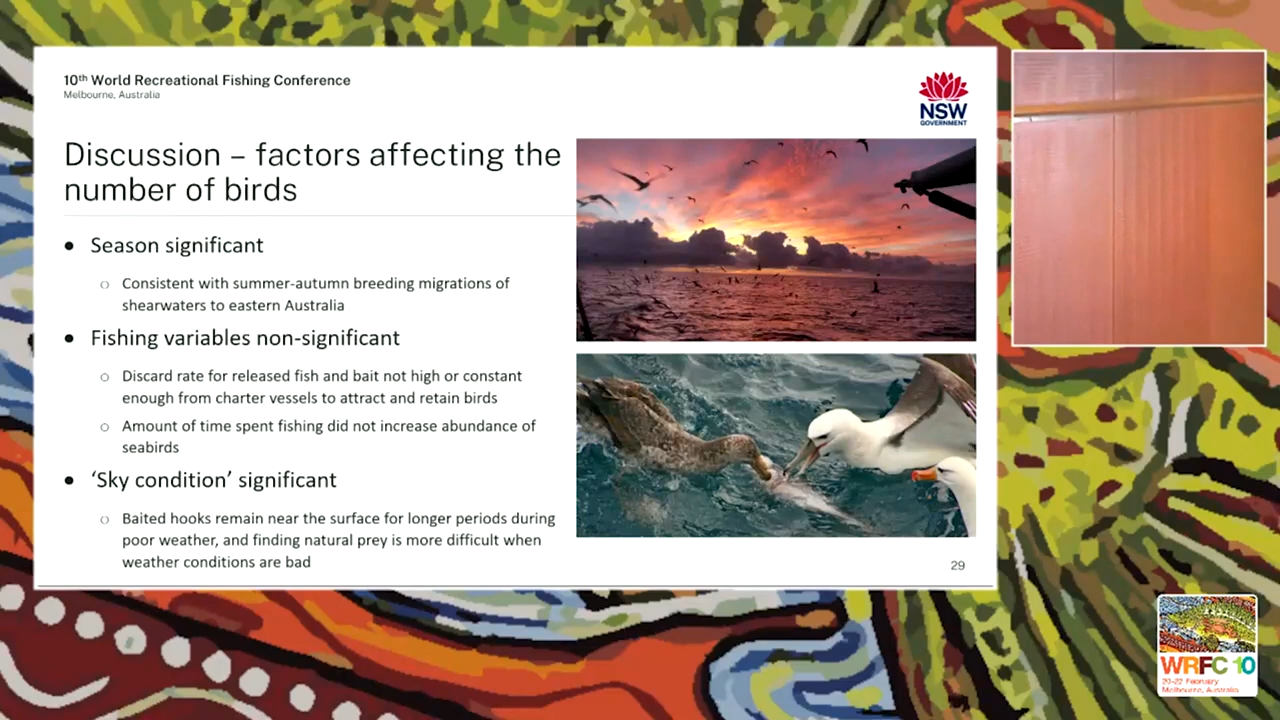 10th World Recreational Fishing Conference
Melbourne, Australia
NSW
GOVERNMENT
Discussion – factors affecting the
number of birds
● Season significant
○ Consistent with summer-autumn breeding migrations of
shearwaters to eastern Australia
● Fishing variables non-significant
○ Discard rate for released fish and bait not high or constant
enough from charter vessels to attract and retain birds
○ Amount of time spent fishing did not increase abundance of
seabirds
● ‘Sky condition’ significant
○ Baited hooks remain near the surface for longer periods during
poor weather, and finding natural prey is more difficult when
weather conditions are bad
29
WRFC 10
20-22 February
Melbourne, Australia